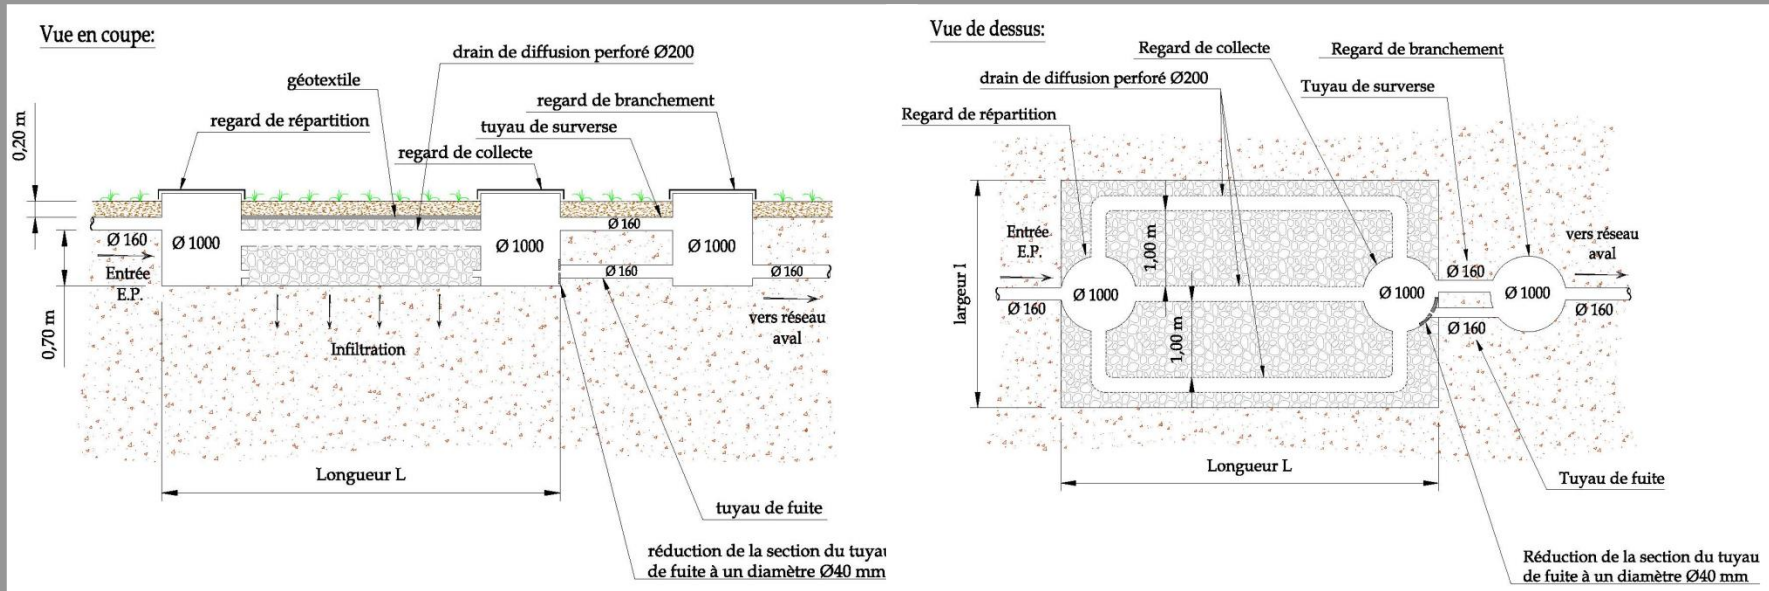 Vue en coupe:
drain de diffusion perforé Ø200
géotextile
regard de branchement
regard de répartition
tuyau de surverse
regard de collecte
0,20 m
Ø 160
Ø 160
Ø 1000
Ø 1000
Ø 1000
Entrée
E.P.
Ø 160
Ø 160
0,70 m
Infiltration
vers réseau
aval
Longueur L
tuyau de fuite
réduction de la section du tuyau
de fuite à un diamètre Ø40 mm
Vue de dessus:
Regard de collecte
Regard de branchement
drain de diffusion perforé Ø200
Tuyau de surverse
Regard de répartition
Entrée
E.P.
1,00 m
vers réseau
aval
Ø 160
largeur l
Ø 1000
Ø 1000
Ø 1000
Ø 160
Ø 160
Ø 160
1,00 m
Longueur L
Tuyau de fuite
Réduction de la section du tuyau
de fuite à un diamètre Ø40 mm